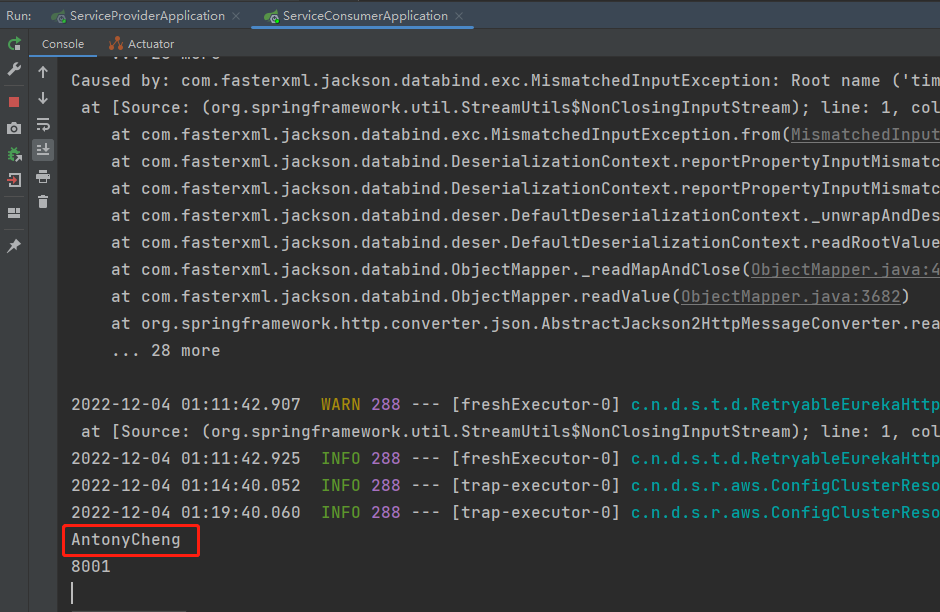 Run: ServiceProviderApplication × ServiceConsumerApplication ×
Console Actuator
... 28 more
Caused by: com.fasterxml.jackson.databind.exc.MismatchedInputException: Root name ('tim
at [Source: (org.springframework.util.StreamUtils$NonClosingInputStream); line: 1, col
at com.fasterxml.jackson.databind.exc.MismatchedInputException.from(MismatchedInput
at com.fasterxml.jackson.databind.DeserializationContext.reportPropertyInputMismatc
at com.fasterxml.jackson.databind.DeserializationContext.reportPropertyInputMismatc
at com.fasterxml.jackson.databind.deser.DefaultDeserializationContext._unwrapAndDes
at com.fasterxml.jackson.databind.deser.DefaultDeserializationContext.readRootValue
at com.fasterxml.jackson.databind.ObjectMapper._readMapAndClose(ObjectMapper.java:4
at com.fasterxml.jackson.databind.ObjectMapper.readValue(ObjectMapper.java:3682)
at org.springframework.http.converter.json.AbstractJackson2HttpMessageConverter.rea
... 28 more
2022-12-04 01:11:42.907 WARN 288 --- [freshExecutor-0] c.n.d.s.t.d.RetryableEurekaHttp
at [Source: (org.springframework.util.StreamUtils$NonClosingInputStream); line: 1, col
2022-12-04 01:11:42.925 INFO 288 --- [freshExecutor-0] c.n.d.s.t.d.RetryableEurekaHttp
2022-12-04 01:14:40.052 INFO 288 --- [trap-executor-0] c.n.d.s.r.aws.ConfigClusterReso
2022-12-04 01:19:40.060 INFO 288 --- [trap-executor-0] c.n.d.s.r.aws.ConfigClusterReso
AntonyCheng
8001